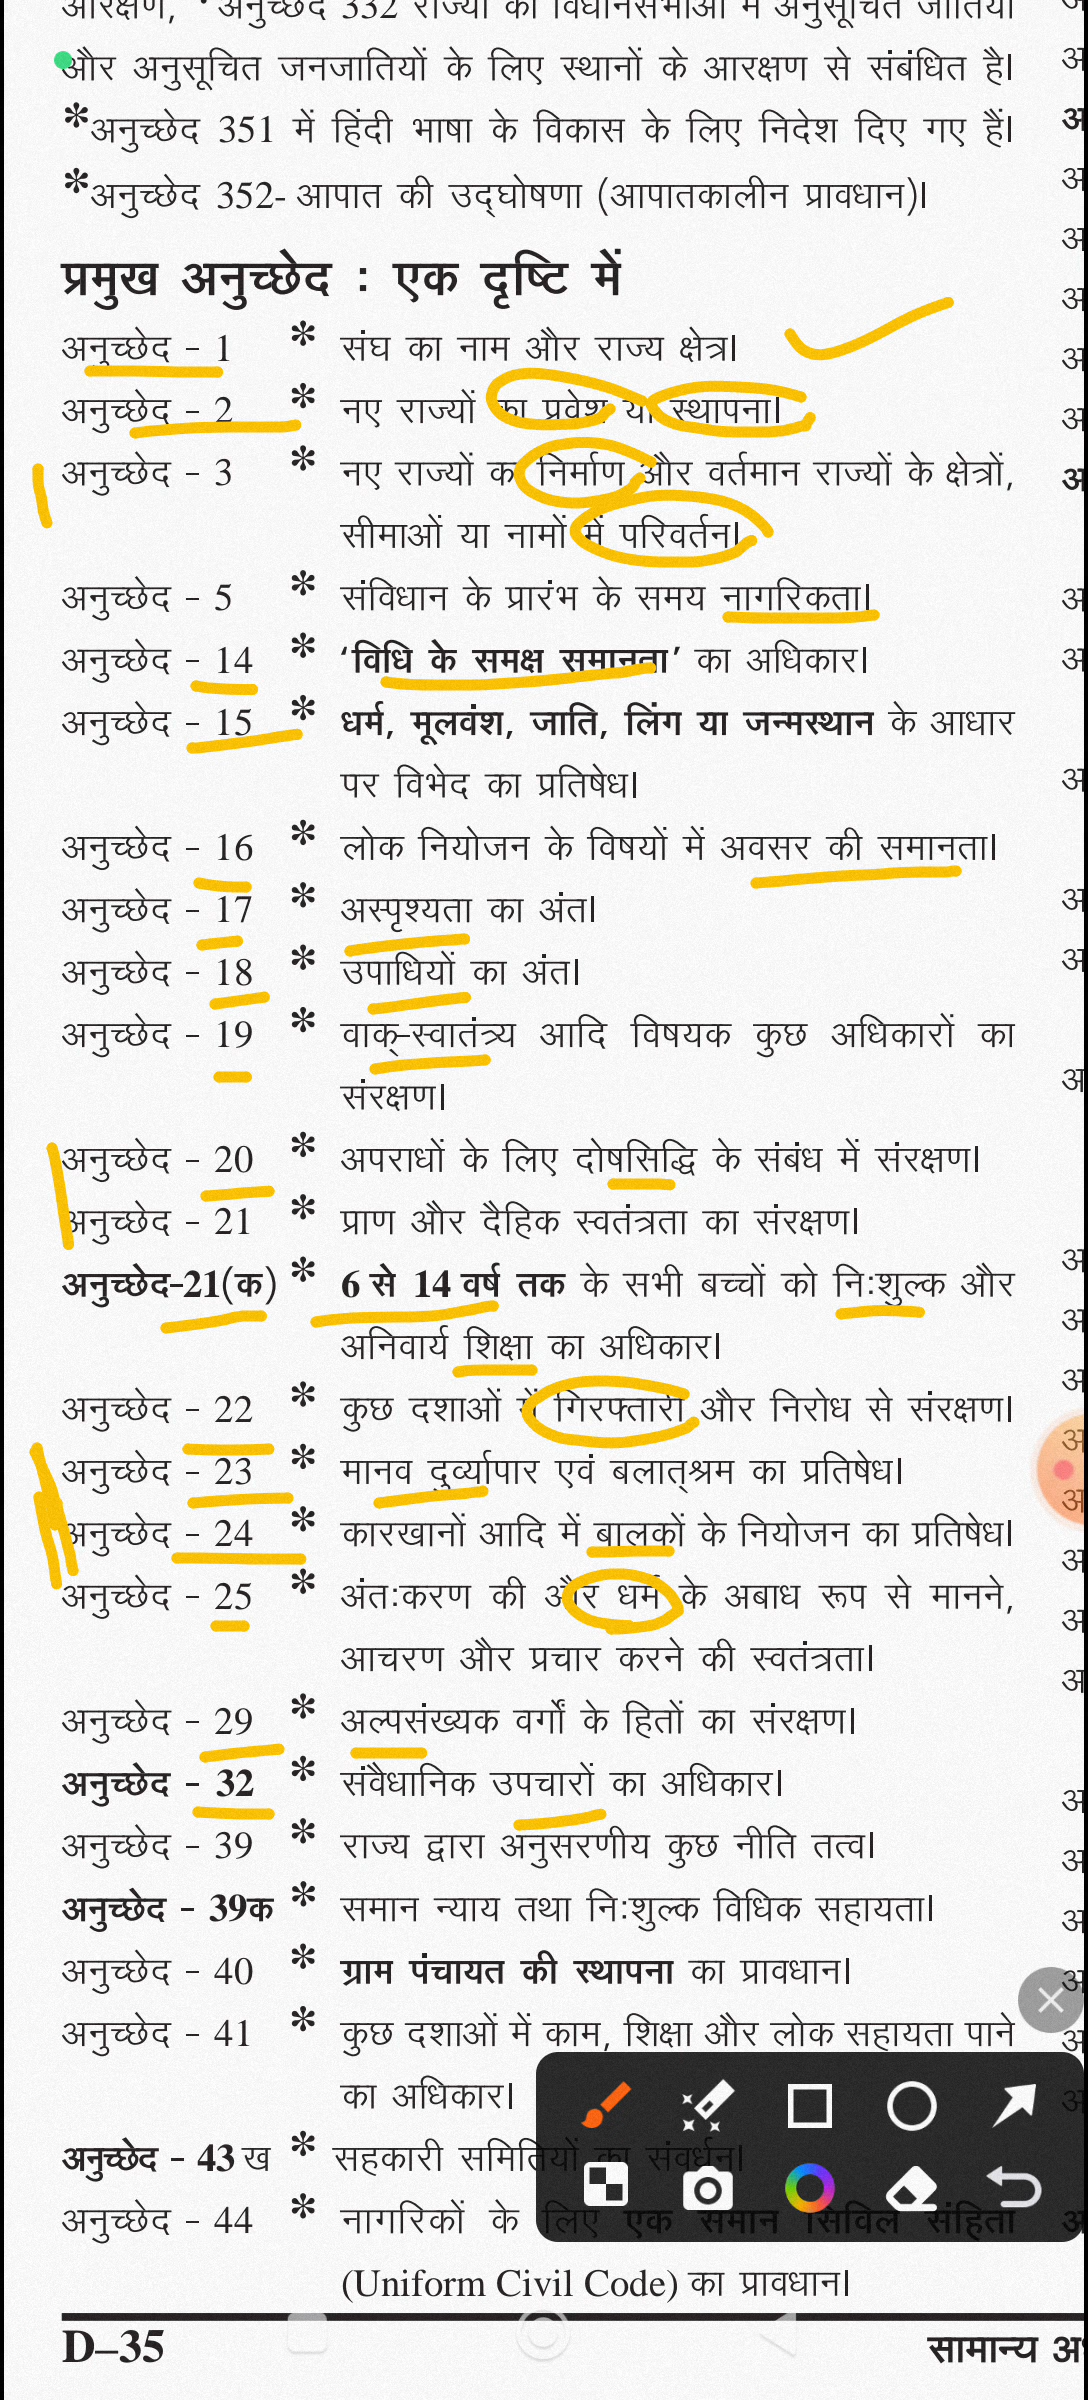 आरक्षण, *अनुच्छेद 332 राज्यों की विधानसभाओं में अनुसूचित जातियों
और अनुसूचित जनजातियों के लिए स्थानों के आरक्षण से संबंधित है।
*अनुच्छेद 351 में हिंदी भाषा के विकास के लिए निदेश दिए गए हैं।
*अनुच्छेद 352- आपात की उद्घोषणा (आपातकालीन प्रावधान)।
प्रमुख अनुच्छेद : एक दृष्टि में
अनुच्छेद - 1 * संघ का नाम और राज्य क्षेत्र।
अनुच्छेद - 2 * नए राज्यों का प्रवेश या स्थापना।
अनुच्छेद - 3 * नए राज्यों का निर्माण और वर्तमान राज्यों के क्षेत्रों,
सीमाओं या नामों में परिवर्तन।
अनुच्छेद - 5 * संविधान के प्रारंभ के समय नागरिकता।
अनुच्छेद - 14 * ‘विधि के समक्ष समानता’ का अधिकार।
अनुच्छेद - 15 * धर्म, मूलवंश, जाति, लिंग या जन्मस्थान के आधार
पर विभेद का प्रतिषेध।
अनुच्छेद - 16 * लोक नियोजन के विषयों में अवसर की समानता।
अनुच्छेद - 17 * अस्पृश्यता का अंत।
अनुच्छेद - 18 * उपाधियों का अंत।
अनुच्छेद - 19 * वाक्-स्वातंत्र्य आदि विषयक कुछ अधिकारों का
संरक्षण।
अनुच्छेद - 20 * अपराधों के लिए दोषसिद्धि के संबंध में संरक्षण।
अनुच्छेद - 21 * प्राण और दैहिक स्वतंत्रता का संरक्षण।
अनुच्छेद-21(क) * 6 से 14 वर्ष तक के सभी बच्चों को नि:शुल्क और
अनिवार्य शिक्षा का अधिकार।
अनुच्छेद - 22 * कुछ दशाओं में गिरफ्तारी और निरोध से संरक्षण।
अनुच्छेद - 23 * मानव दुर्व्यापार एवं बलात्श्रम का प्रतिषेध।
अनुच्छेद - 24 * कारखानों आदि में बालकों के नियोजन का प्रतिषेध।
अनुच्छेद - 25 * अंत:करण की और धर्म के अबाध रूप से मानने,
आचरण और प्रचार करने की स्वतंत्रता।
अनुच्छेद - 29 * अल्पसंख्यक वर्गों के हितों का संरक्षण।
अनुच्छेद - 32 * संवैधानिक उपचारों का अधिकार।
अनुच्छेद - 39 * राज्य द्वारा अनुसरणीय कुछ नीति तत्व।
अनुच्छेद - 39क * समान न्याय तथा नि:शुल्क विधिक सहायता।
अनुच्छेद - 40 * ग्राम पंचायत की स्थापना का प्रावधान।
अनुच्छेद - 41 * कुछ दशाओं में काम, शिक्षा और लोक सहायता पाने
का अधिकार।
अनुच्छेद - 43 ख * सहकारी समितियों का संवर्धन।
अनुच्छेद - 44 * नागरिकों के लिए एक समान सिविल संहिता
(Uniform Civil Code) का प्रावधान।
D–35 सामान्य